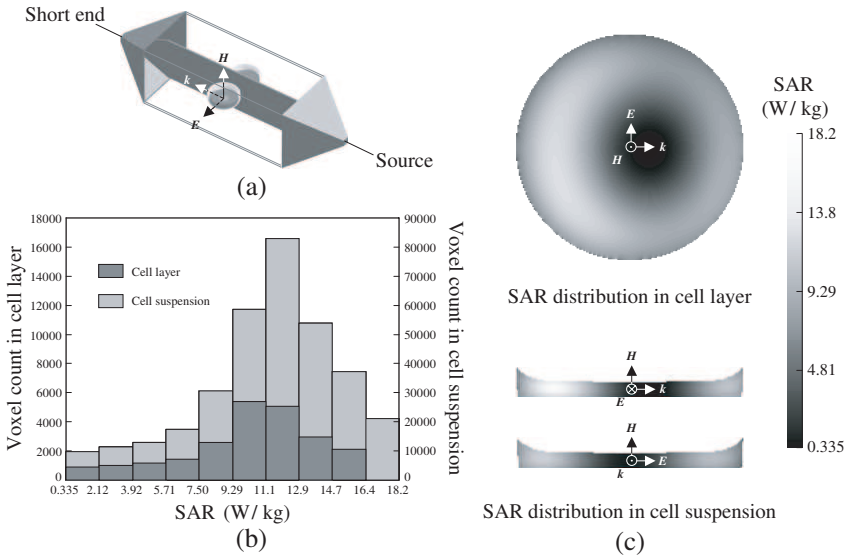 Short end
(a)
H
k
E
Source
(a)
18000
16000
14000
12000
10000
8000
6000
4000
2000
0
Voxel count in cell layer
Cell layer
Cell suspension
90000
80000
70000
60000
50000
40000
30000
20000
10000
0
Voxel count in cell suspension
0.335 2.12 3.92 5.71 7.50 9.29 11.1 12.9 14.7 16.4 18.2
SAR (W/ kg)
(b)
(b)
(c)
E
H
k
SAR distribution in cell layer
SAR
(W/ kg)
18.2
13.8
9.29
4.81
0.335
H
E
k
H
k
E
SAR distribution in cell suspension
(c)